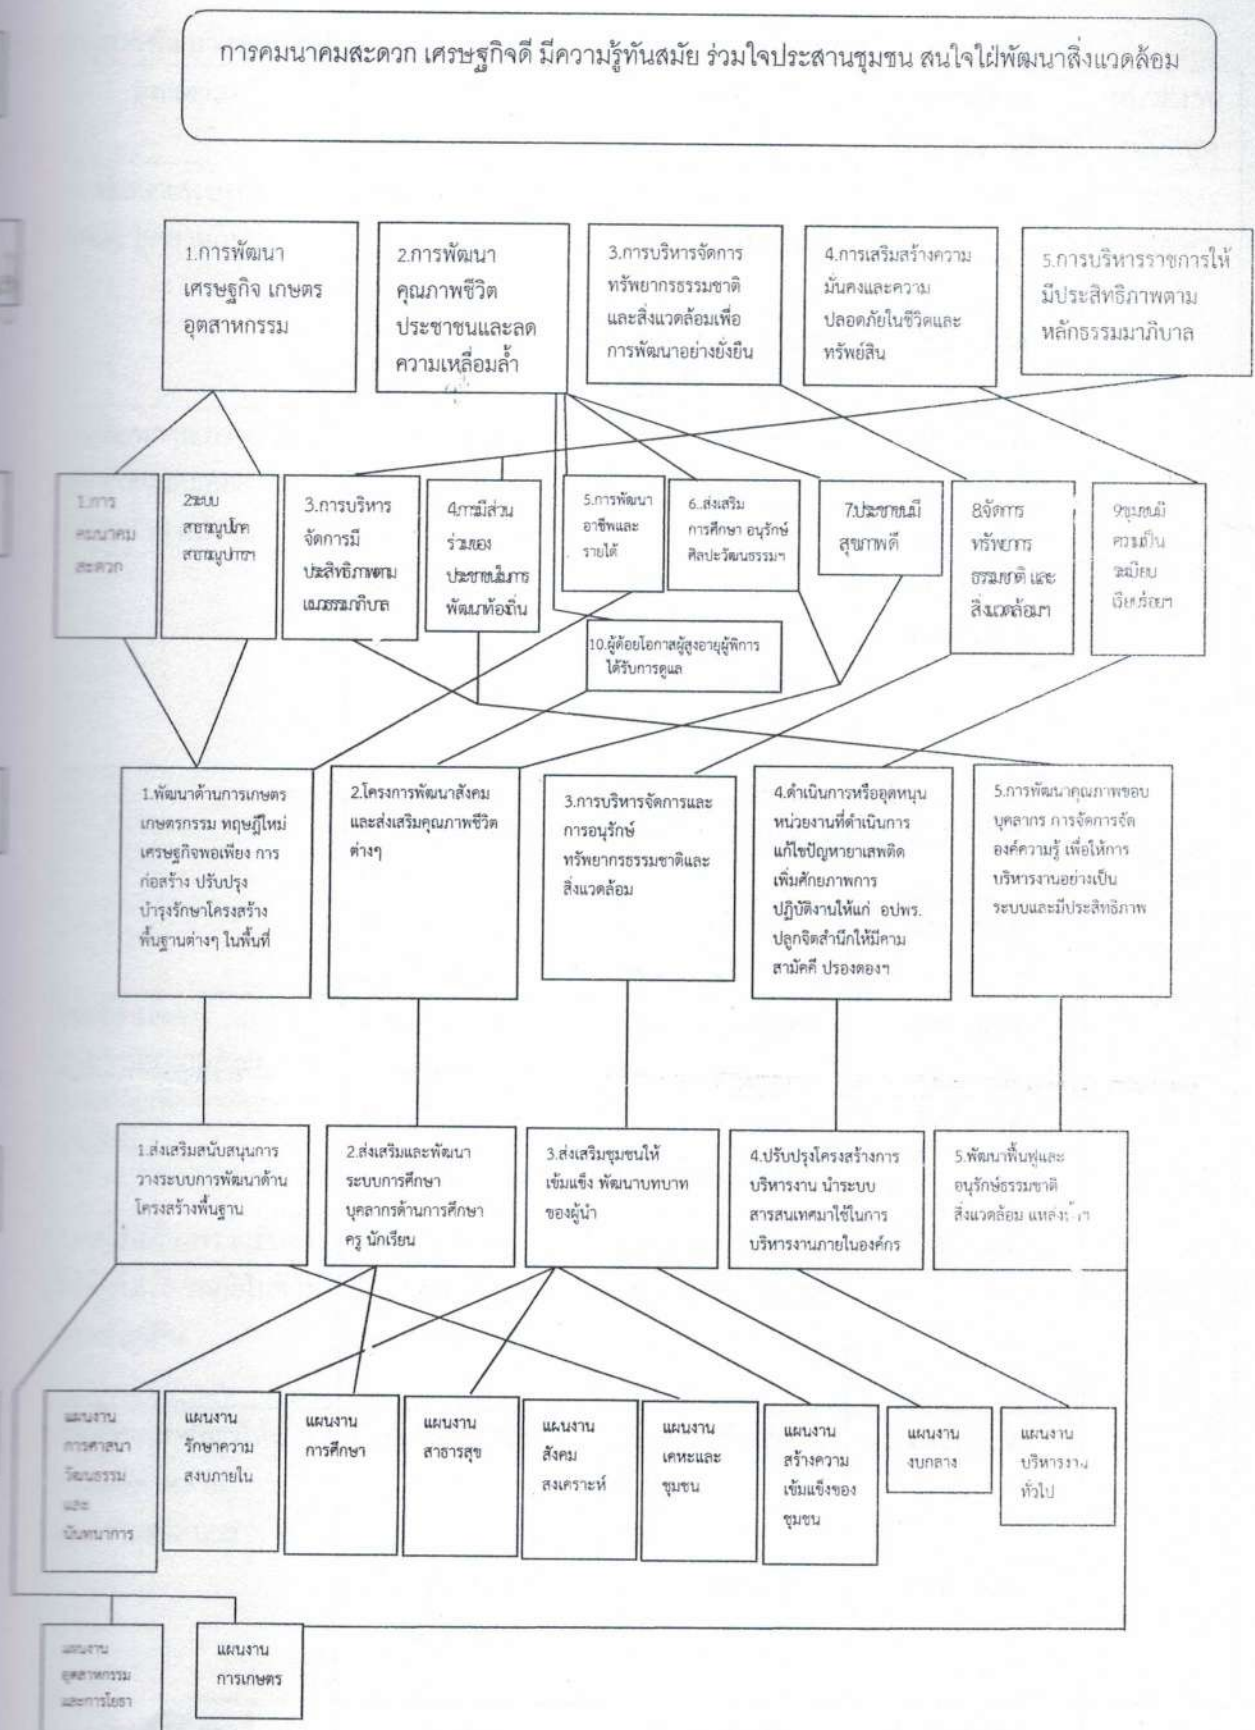 การคมนาคมสะดวก เศรษฐกิจดี มีความรู้ทันสมัย ร่วมใจประสานชุมชน สนใจใฝ่พัฒนาสิ่งแวดล้อม
1.การพัฒนา
เศรษฐกิจ เกษตร
อุตสาหกรรม
2.การพัฒนา
คุณภาพชีวิต
ประชาชนและลด
ความเหลื่อมล้ำ
3.การบริหารจัดการ
ทรัพยากรธรรมชาติ
และสิ่งแวดล้อมเพื่อ
การพัฒนาอย่างยั่งยืน
4.การเสริมสร้างความ
มั่นคงและความ
ปลอดภัยในชีวิตและ
ทรัพย์สิน
5.การบริหารราชการให้
มีประสิทธิภาพตาม
หลักธรรมมาภิบาล
1.การ
คมนาคม
สะดวก
2ระบบ
สาธารณูปโภค
สาธารณูปการฯ
3.การบริหาร
จัดการมี
ประสิทธิภาพตาม
แนวธรรมาภิบาล
4.การมีส่วน
ร่วมของ
ประชาชนในการ
พัฒนาท้องถิ่น
5.การพัฒนา
อาชีพและ
รายได้
6..ส่งเสริม
การศึกษา อนุรักษ์
ศิลปะวัฒนธรรมฯ
7.ประชาชนมี
สุขภาพดี
8.จัดการ
ทรัพยากร
ธรรมชาติ และ
สิ่งแวดล้อมฯ
9ชุมชนมี
ความเป็น
ระเบียบ
เรียบร้อยฯ
10.ผู้ด้อยโอกาสผู้สูงอายุผู้พิการ
ได้รับการดูแล
1.พัฒนาด้านการเกษตร
เกษตรกรรม ทฤษฎีใหม่
เศรษฐกิจพอเพียง การ
ก่อสร้าง ปรับปรุง
บำรุงรักษาโครงสร้าง
พื้นฐานต่างๆ ในพื้นที่
2.โครงการพัฒนาสังคม
และส่งเสริมคุณภาพชีวิต
ต่างๆ
3.การบริหารจัดการและ
การอนุรักษ์
ทรัพยากรธรรมชาติและ
สิ่งแวดล้อม
4.ดำเนินการหรืออุดหนุน
หน่วยงานที่ดำเนินการ
แก้ไขปัญหายาเสพติด
เพิ่มศักยภาพการ
ปฏิบัติงานให้แก่ อปพร.
ปลูกจิตสำนึกให้มีคาม
สามัคคี ปรองดองฯ
5.การพัฒนาคุณภาพขอบ
บุคลากร การจัดการจัด
องค์ความรู้ เพื่อให้การ
บริหารงานอย่างเป็น
ระบบและมีประสิทธิภาพ
1.ส่งเสริมสนับสนุนการ
วางระบบการพัฒนาด้าน
โครงสร้างพื้นฐาน
2.ส่งเสริมและพัฒนา
ระบบการศึกษา
บุคลากรด้านการศึกษา
ครู นักเรียน
3.ส่งเสริมชุมชนให้
เข้มแข็ง พัฒนาบทบาท
ของผู้นำ
4.ปรับปรุงโครงสร้างการ
บริหารงาน นำระบบ
สารสนเทศมาใช้ในการ
บริหารงานภายในองค์กร
5.พัฒนาฟื้นฟูและ
อนุรักษ์ธรรมชาติ
สิ่งแวดล้อม
แผนงาน
การศาสนา
วัฒนธรรม
และ
นันทนาการ
แผนงาน
รักษาความ
สงบภายใน
แผนงาน
การศึกษา
แผนงาน
สาธารสุข
แผนงาน
สังคม
สงเคราะห์
แผนงาน
เคหะและ
ชุมชน
แผนงาน
สร้างความ
เข้มแข็งของ
ชุมชน
แผนงาน
งบกลาง
แผนงาน
บริหารงาน
ทั่วไป
แผนงาน
อุตสาหกรรม
และการโยธา
แผนงาน
การเกษตร